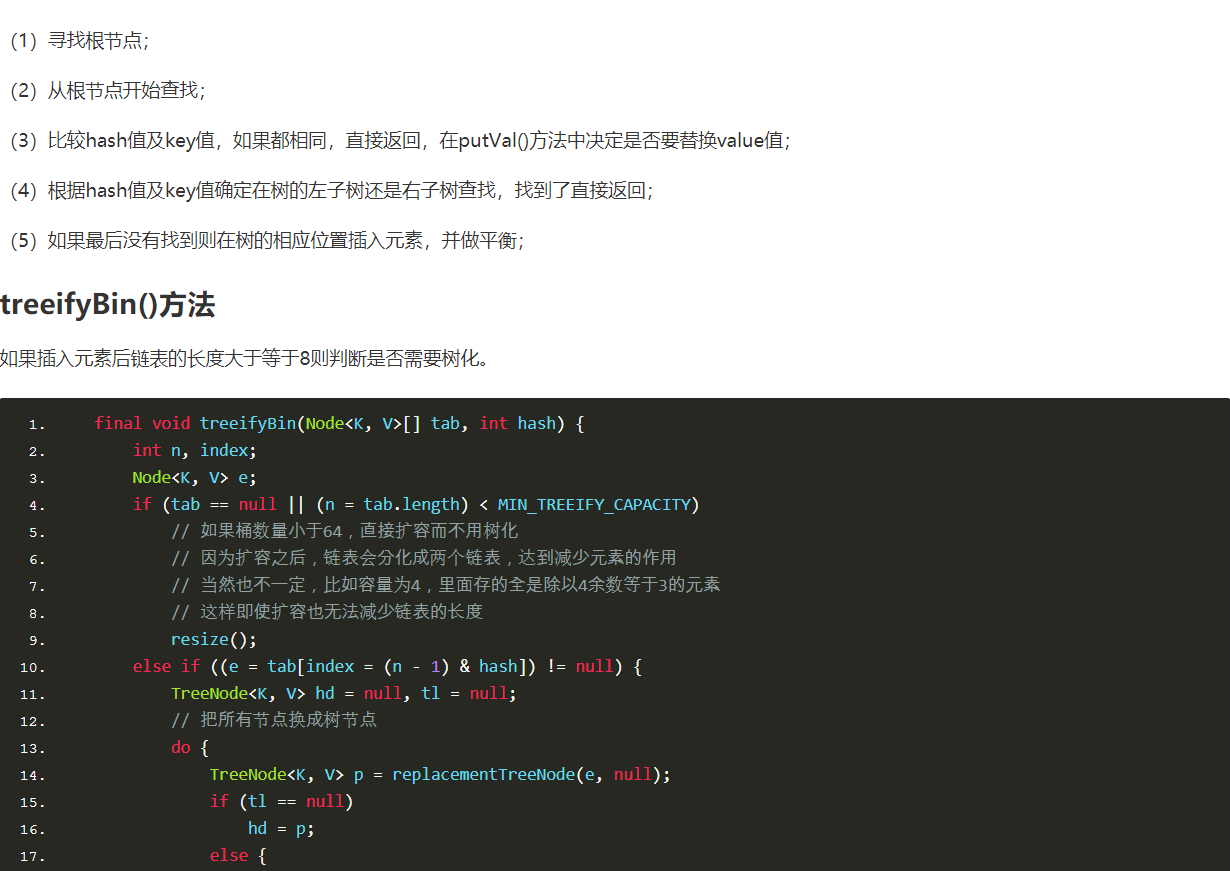 （1）寻找根节点；
（2）从根节点开始查找；
（3）比较hash值及key值，如果都相同，直接返回，在putVal()方法中决定是否要替换value值；
（4）根据hash值及key值确定在树的左子树还是右子树查找，找到了直接返回；
（5）如果最后没有找到则在树的相应位置插入元素，并做平衡；
treeifyBin()方法
如果插入元素后链表的长度大于等于8则判断是否需要树化。
1.     final void treeifyBin(Node<K, V>[] tab, int hash) {
2.         int n, index;
3.         Node<K, V> e;
4.         if (tab == null || (n = tab.length) < MIN_TREEIFY_CAPACITY)
5.             // 如果桶数量小于64，直接扩容而不用树化
6.             // 因为扩容之后，链表会分化成两个链表，达到减少元素的作用
7.             // 当然也不一定，比如容量为4，里面存的全是除以4余数等于3的元素
8.             // 这样即使扩容也无法减少链表的长度
9.             resize();
10.         else if ((e = tab[index = (n - 1) & hash]) != null) {
11.             TreeNode<K, V> hd = null, tl = null;
12.             // 把所有节点换成树节点
13.             do {
14.                 TreeNode<K, V> p = replacementTreeNode(e, null);
15.                 if (tl == null)
16.                     hd = p;
17.                 else {